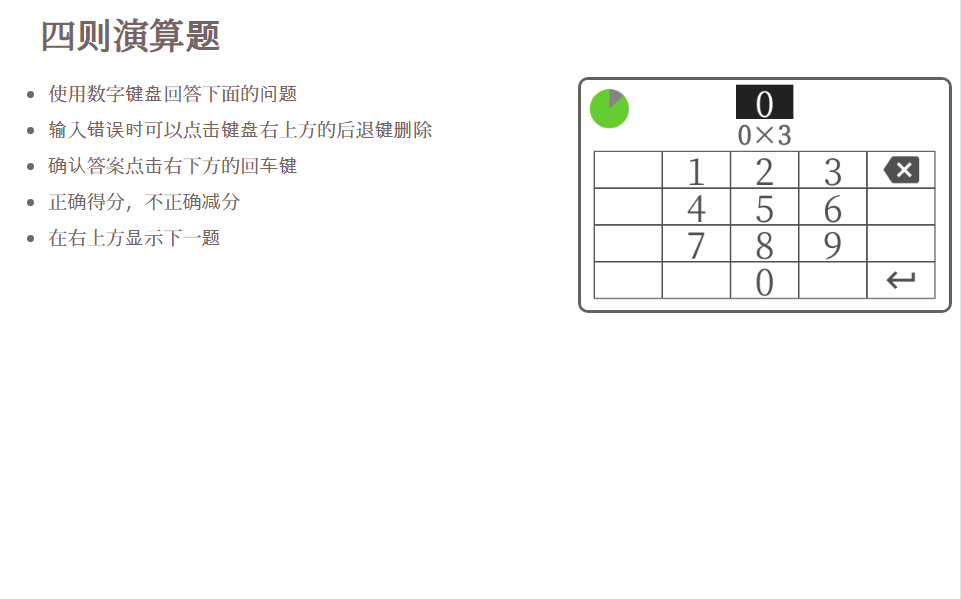 四则演算题
使用数字键盘回答下面的问题
输入错误时可以点击键盘右上方的后退键删除
确认答案点击右下方的回车键
正确得分，不正确减分
在右上方显示下一题
0
0×3
1 2 3
4 5 6
7 8 9
0